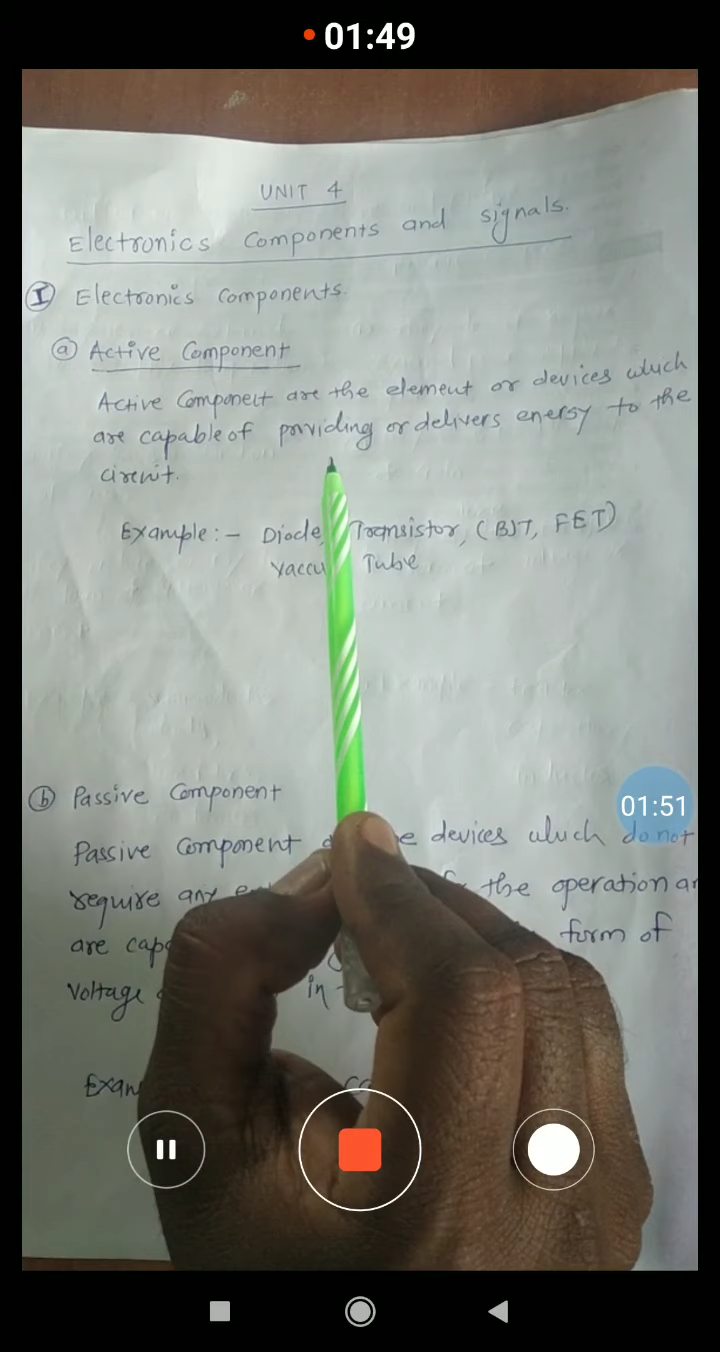 01:49
UNIT 4
Electronics Components and signals.
I Electronics Components.
a Active Component
Active Componect are the element or devices which
are capable of providing or delivers energy to the
circuit.
Example:- Diode, Transistor, (BJT, FET)
Vaccu Tube
b Passive Component
01:51
Passive Component devices which do not
require any the operation
are form of
Voltage in